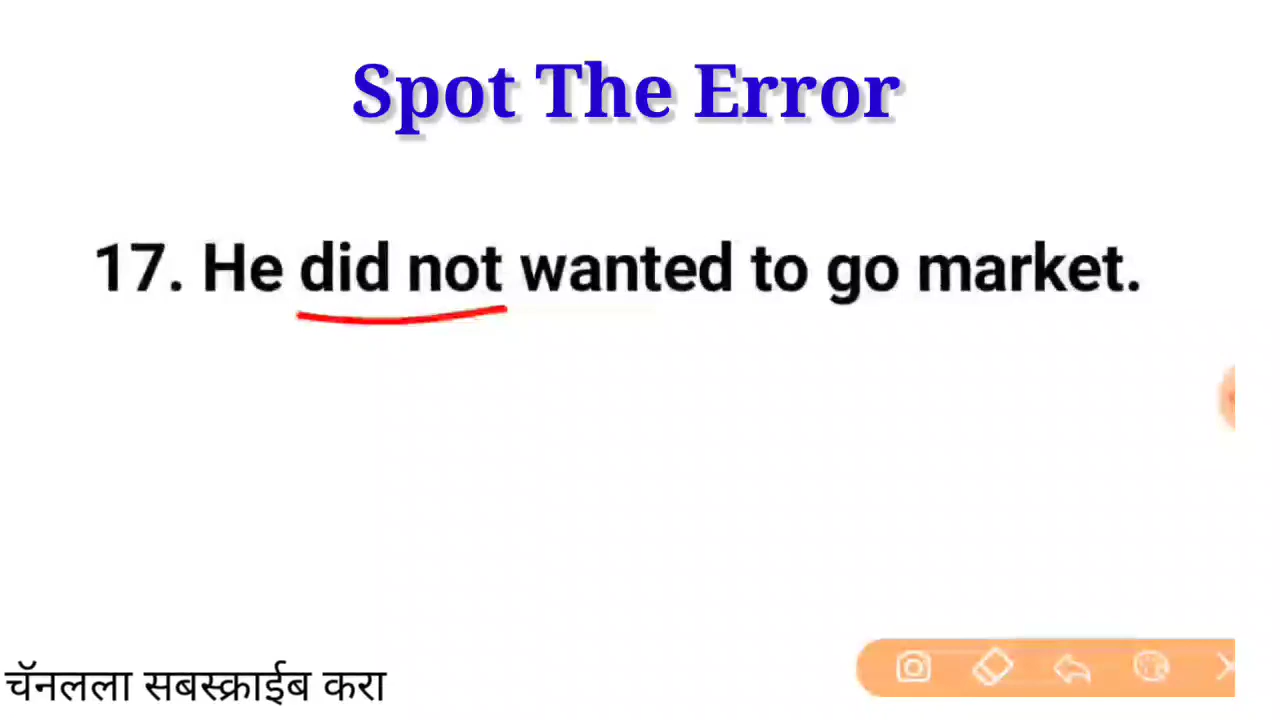 Spot The Error
17. He did not wanted to go market.
चॅनलला सबस्क्राईब करा